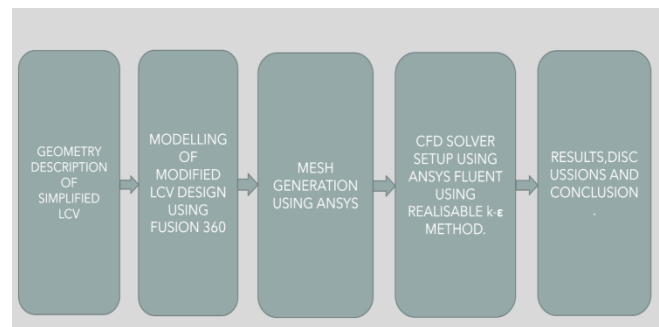 GEOMETRY
DESCRIPTION
OF
SIMPLIFIED
LCV
MODELLING
OF
MODIFIED
LCV DESIGN
USING
FUSION 360
MESH
GENERATION
USING ANSYS
CFD SOLVER
SETUP USING
ANSYS FLUENT
USING
REALISABLE k-ε
METHOD.
RESULTS,DISC
USSIONS AND
CONCLUSION
.